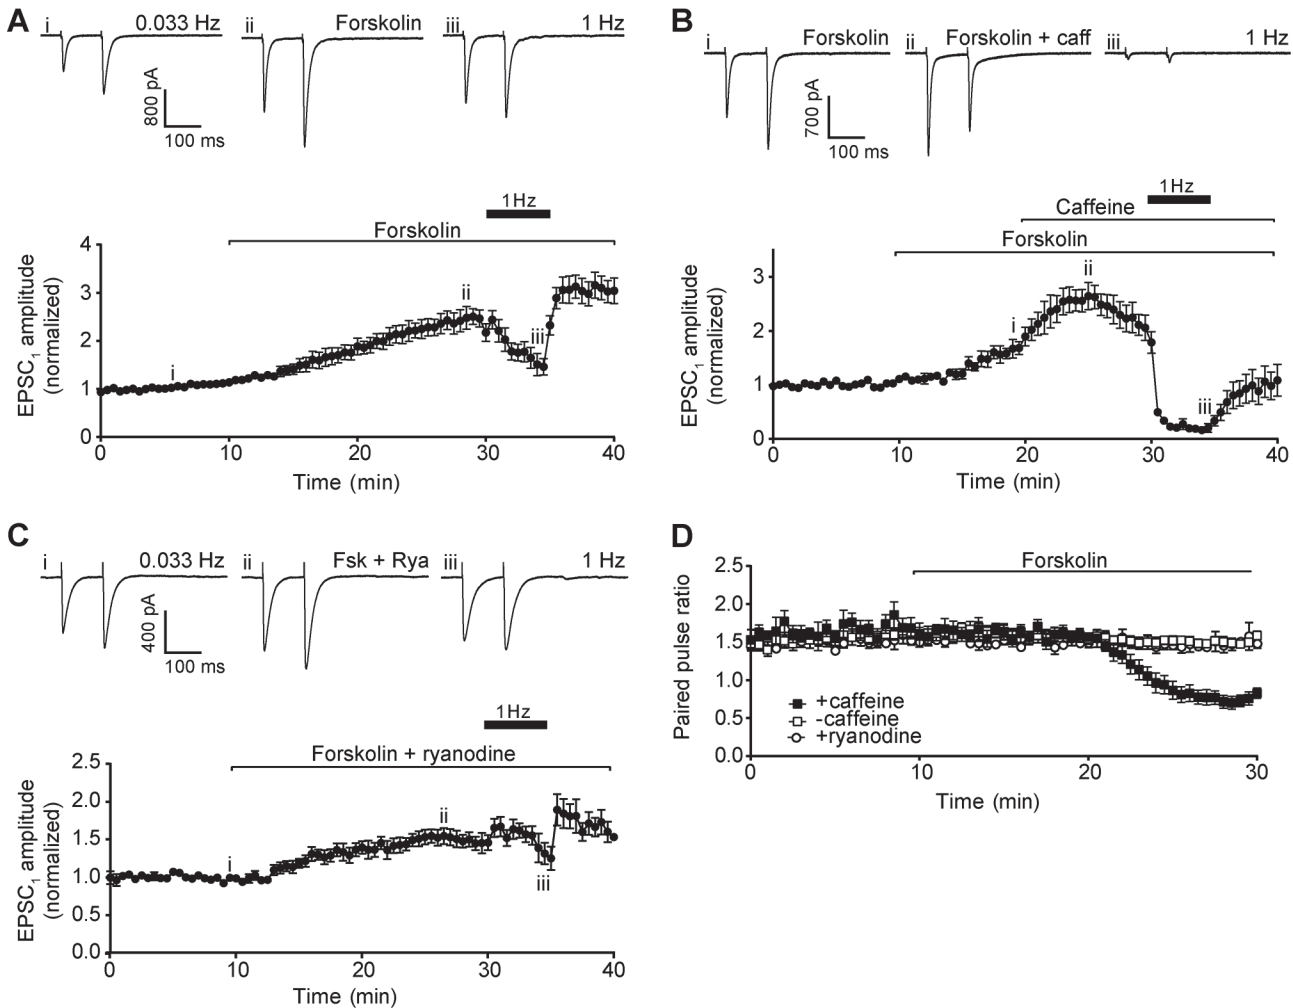 A
i
0.033 Hz
ii
Forskolin
iii
1 Hz
800 pA
100 ms
1Hz
Forskolin
EPSC1 amplitude
(normalized)
4
3
2
1
0
i
ii
iii
0 10 20 30 40
Time (min)
B
i
Forskolin
ii
Forskolin + caff
iii
1 Hz
700 pA
100 ms
1Hz
Caffeine
Forskolin
EPSC1 amplitude
(normalized)
3
2
1
0
i
ii
iii
0 10 20 30 40
Time (min)
C
i
0.033 Hz
ii
Fsk + Rya
iii
1 Hz
400 pA
100 ms
1Hz
Forskolin + ryanodine
EPSC1 amplitude
(normalized)
2.5
2.0
1.5
1.0
0.5
0.0
i
ii
iii
0 10 20 30 40
Time (min)
D
Forskolin
Paired pulse ratio
2.5
2.0
1.5
1.0
0.5
0.0
+caffeine
-caffeine
+ryanodine
0 10 20 30
Time (min)